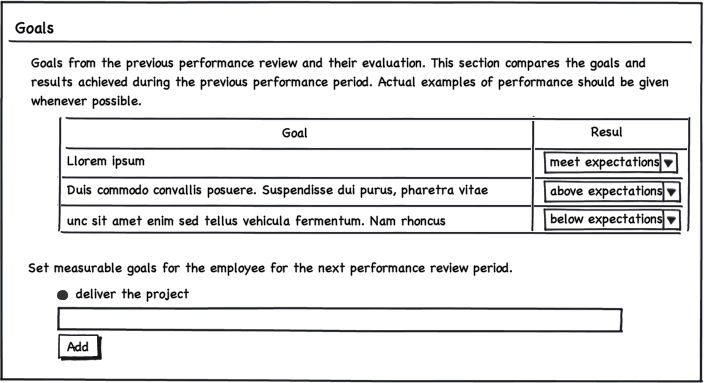 Goals
Goals from the previous performance review and their evaluation. This section compares the goals and
results achieved during the previous performance period. Actual examples of performance should be given
whenever possible.
Goal Resul
Llorem ipsum meet expectations
Duis commodo convallis posuere. Suspendisse dui purus, pharetra vitae above expectations
unc sit amet enim sed tellus vehicula fermentum. Nam rhoncus below expectations
Set measurable goals for the employee for the next performance review period.
deliver the project
Add